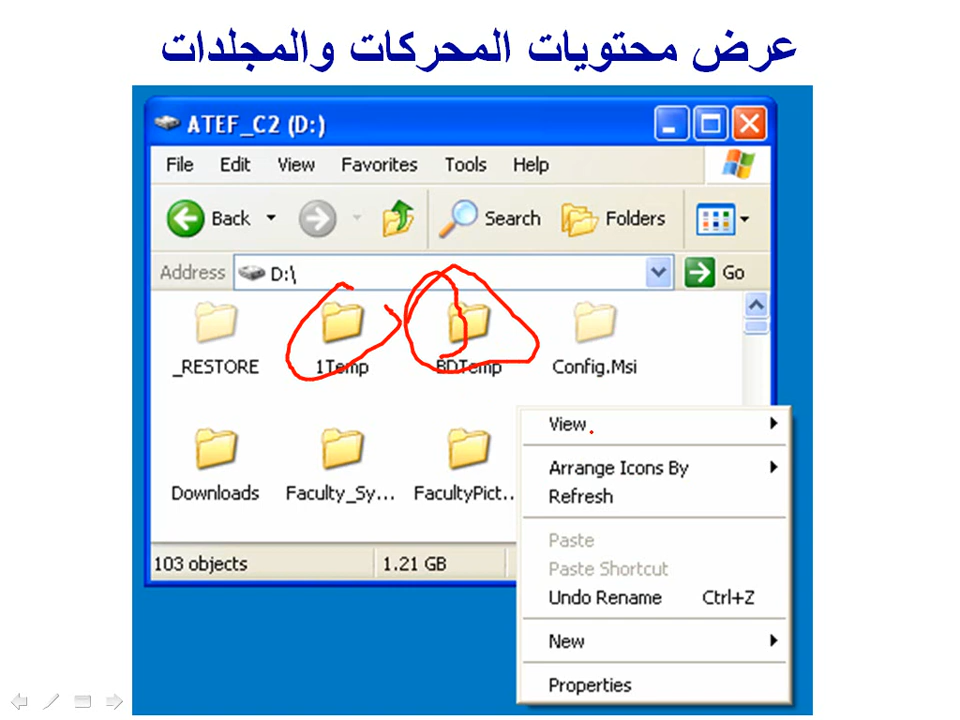 عرض محتويات المحركات والمجلدات
ATEF_C2 (D:)
File Edit View Favorites Tools Help
Back Search Folders
Address D:\ Go
_RESTORE 1Temp BDTemp Config.Msi
Downloads Faculty_Sy... FacultyPict...
103 objects 1.21 GB
View
Arrange Icons By
Refresh
Paste
Paste Shortcut
Undo Rename Ctrl+Z
New
Properties